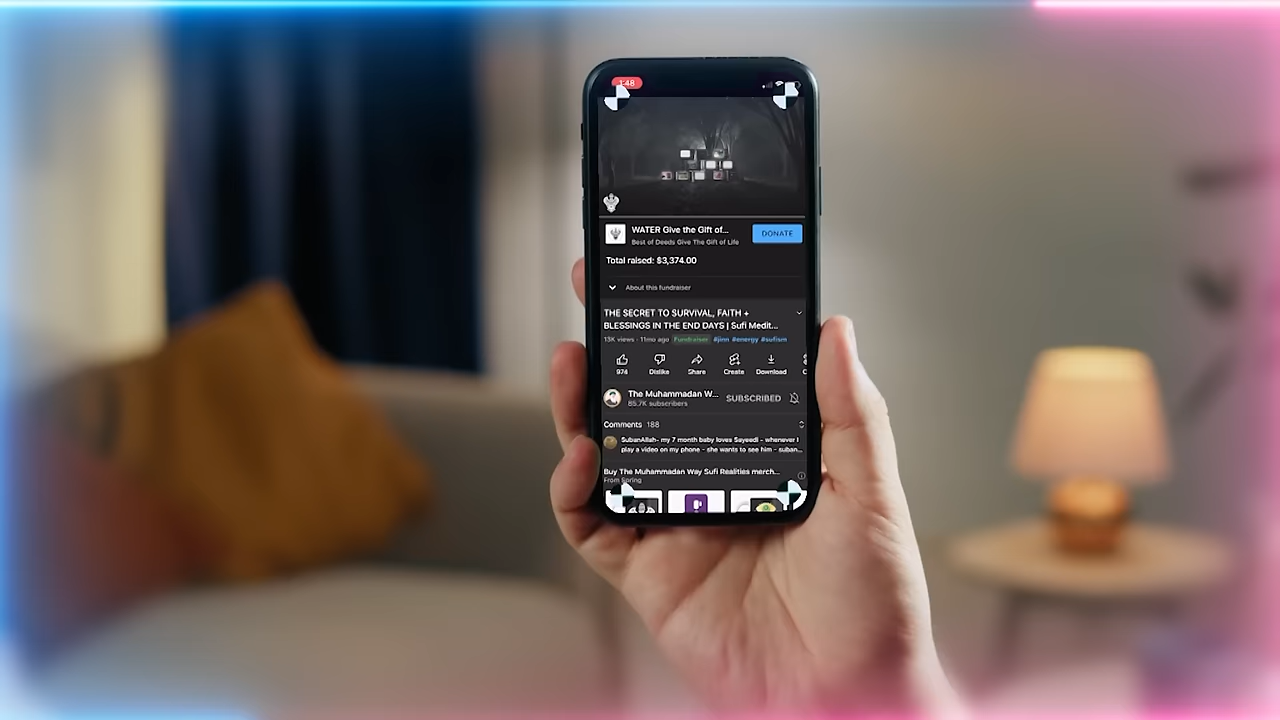 1:48
WATER Give the Gift of...
Best of Deeds Give The Gift of Life
DONATE
Total raised: $3,374.00
About this fundraiser
THE SECRET TO SURVIVAL, FAITH +
BLESSINGS IN THE END DAYS | Sufi Medit...
13K views · 11mo ago Fundraiser #jinn #energy #sufism
974 Dislike Share Create Download
The Muhammadan W...
85.7K subscribers
SUBSCRIBED
Comments 188
SubanAllah- my 7 month baby loves Sayeedi - whenever I
play a video on my phone - she wants to see him - suban...
Buy The Muhammadan Way Sufi Realities merch...
From Spring